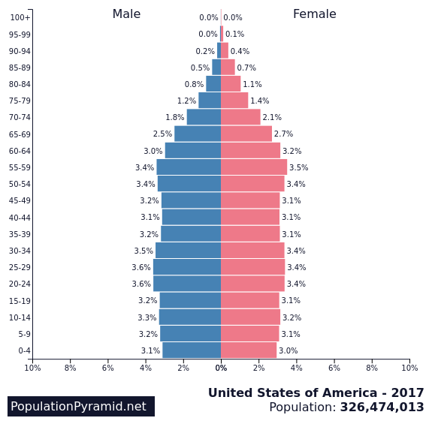 Male Female
100+ 0.0% 0.0%
95-99 0.0% 0.1%
90-94 0.2% 0.4%
85-89 0.5% 0.7%
80-84 0.8% 1.1%
75-79 1.2% 1.4%
70-74 1.8% 2.1%
65-69 2.5% 2.7%
60-64 3.0% 3.2%
55-59 3.4% 3.5%
50-54 3.4% 3.4%
45-49 3.2% 3.1%
40-44 3.1% 3.1%
35-39 3.2% 3.1%
30-34 3.5% 3.4%
25-29 3.6% 3.4%
20-24 3.6% 3.4%
15-19 3.2% 3.1%
10-14 3.3% 3.2%
5-9 3.2% 3.1%
0-4 3.1% 3.0%
10% 8% 6% 4% 2% 0% 2% 4% 6% 8% 10%
United States of America - 2017
PopulationPyramid.net Population: 326,474,013